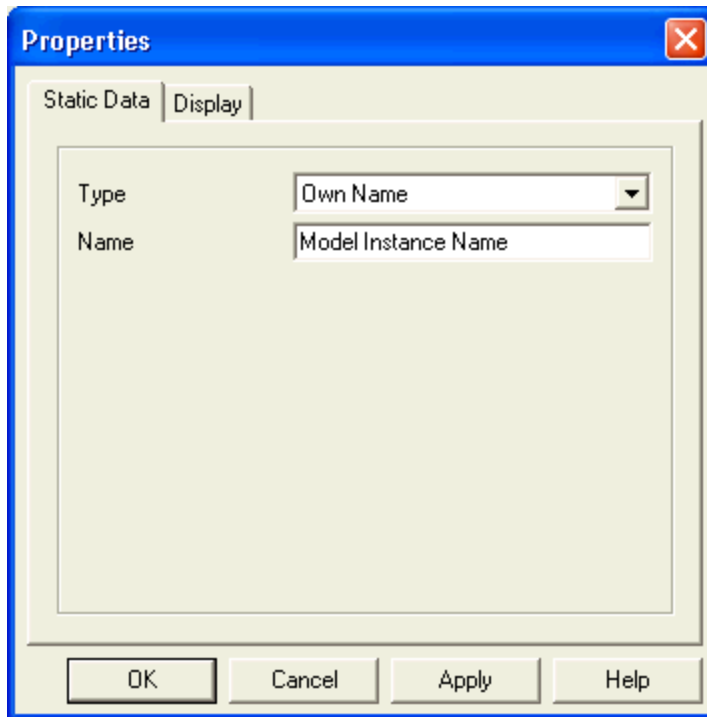 Properties
Static Data Display
Type Own Name
Name Model Instance Name
OK Cancel Apply Help